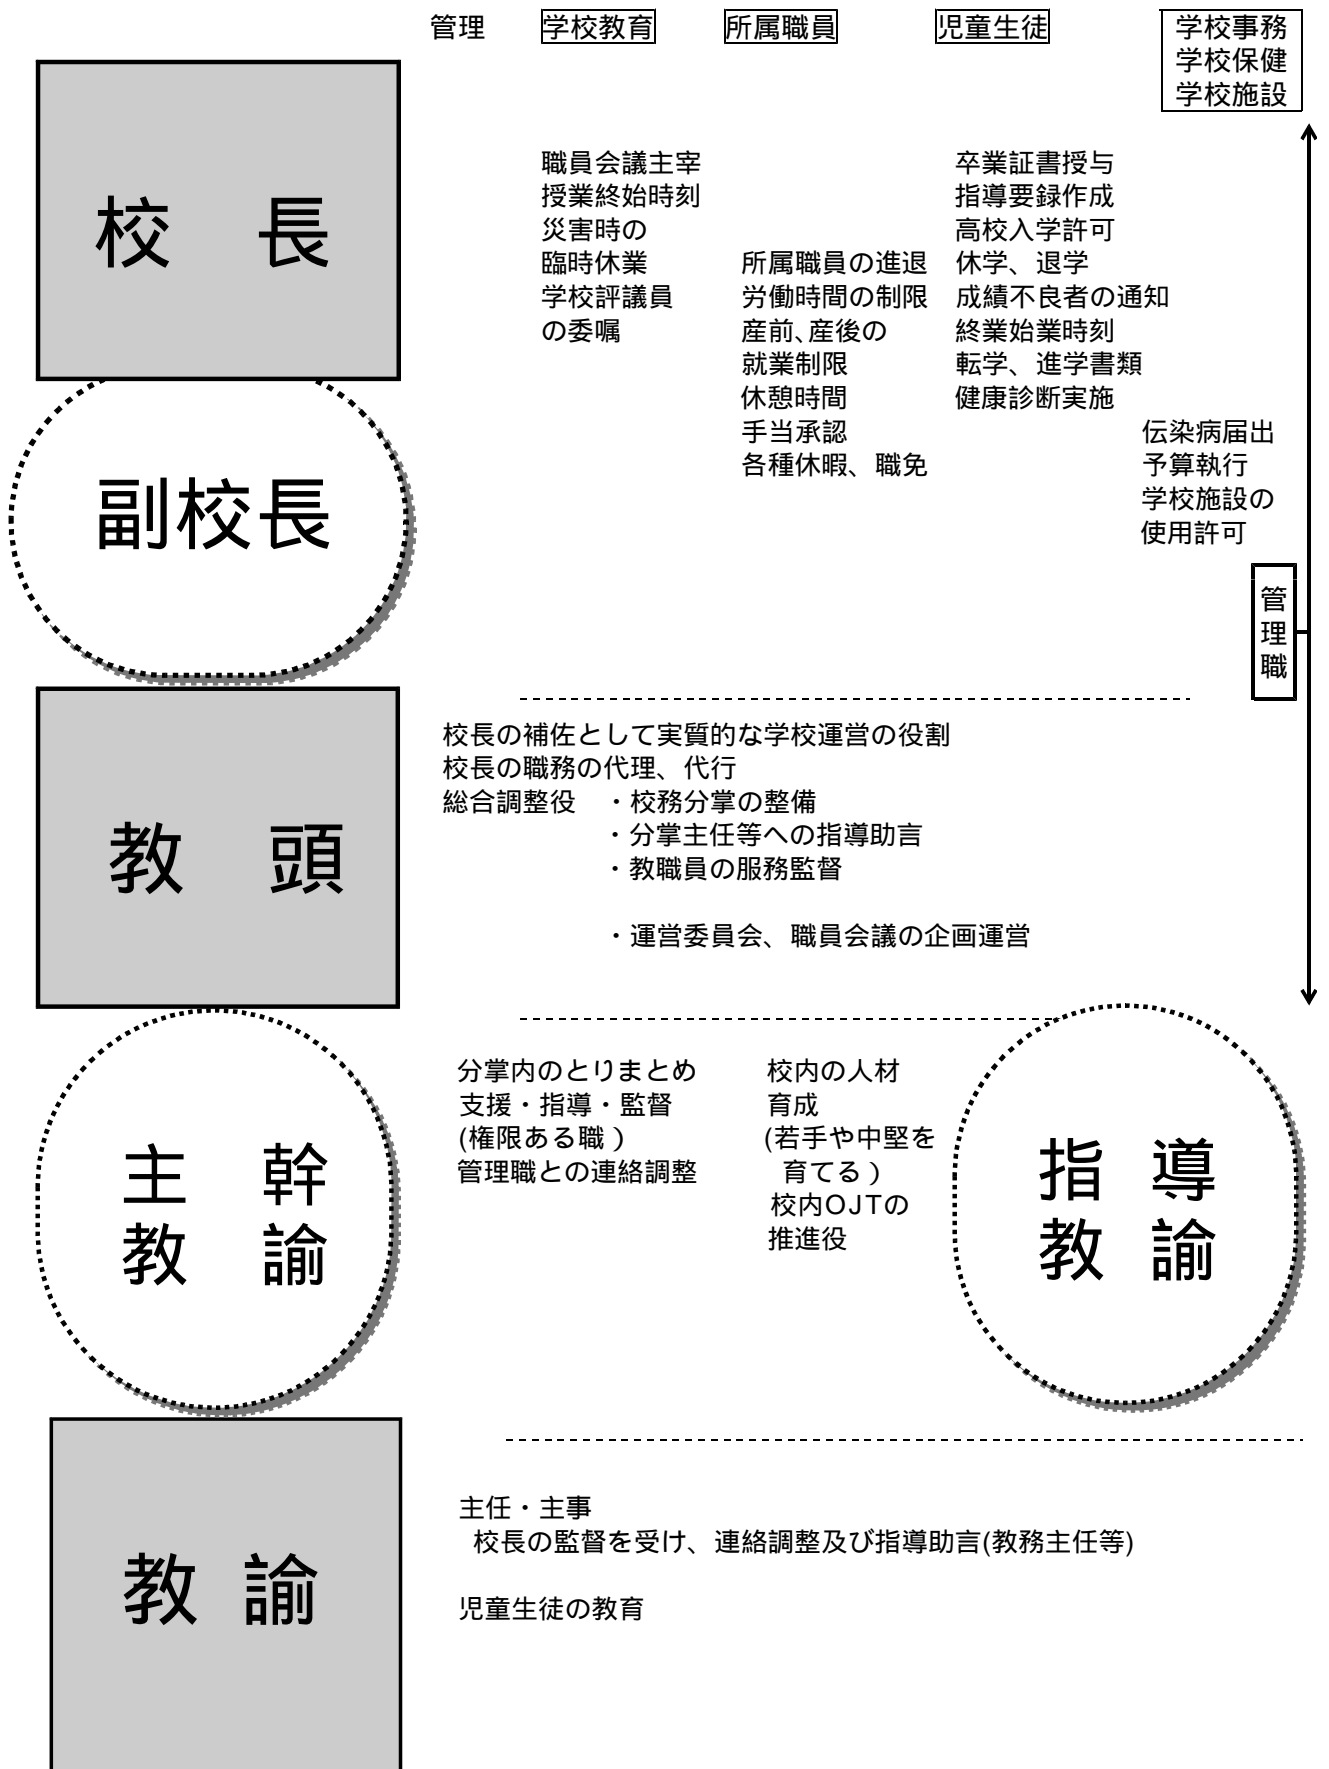 管理 学校教育 所属職員 児童生徒 学校事務
学校保健
学校施設
校 長
職員会議主宰
授業終始時刻
災害時の
臨時休業
学校評議員
の委嘱
所属職員の進退
労働時間の制限
産前、産後の
就業制限
休憩時間
手当承認
各種休暇、職免
卒業証書授与
指導要録作成
高校入学許可
休学、退学
成績不良者の通知
終業始業時刻
転学、進学書類
健康診断実施
伝染病届出
予算執行
学校施設の
使用許可
副校長
管理職
教 頭
校長の補佐として実質的な学校運営の役割
校長の職務の代理、代行
総合調整役 ・校務分掌の整備
・分掌主任等への指導助言
・教職員の服務監督
・運営委員会、職員会議の企画運営
主 幹
教 諭
分掌内のとりまとめ
支援・指導・監督
(権限ある職)
管理職との連絡調整
校内の人材
育成
(若手や中堅を
育てる)
校内OJTの
推進役
指 導
教 諭
教 諭
主任・主事
校長の監督を受け、連絡調整及び指導助言(教務主任等)
児童生徒の教育